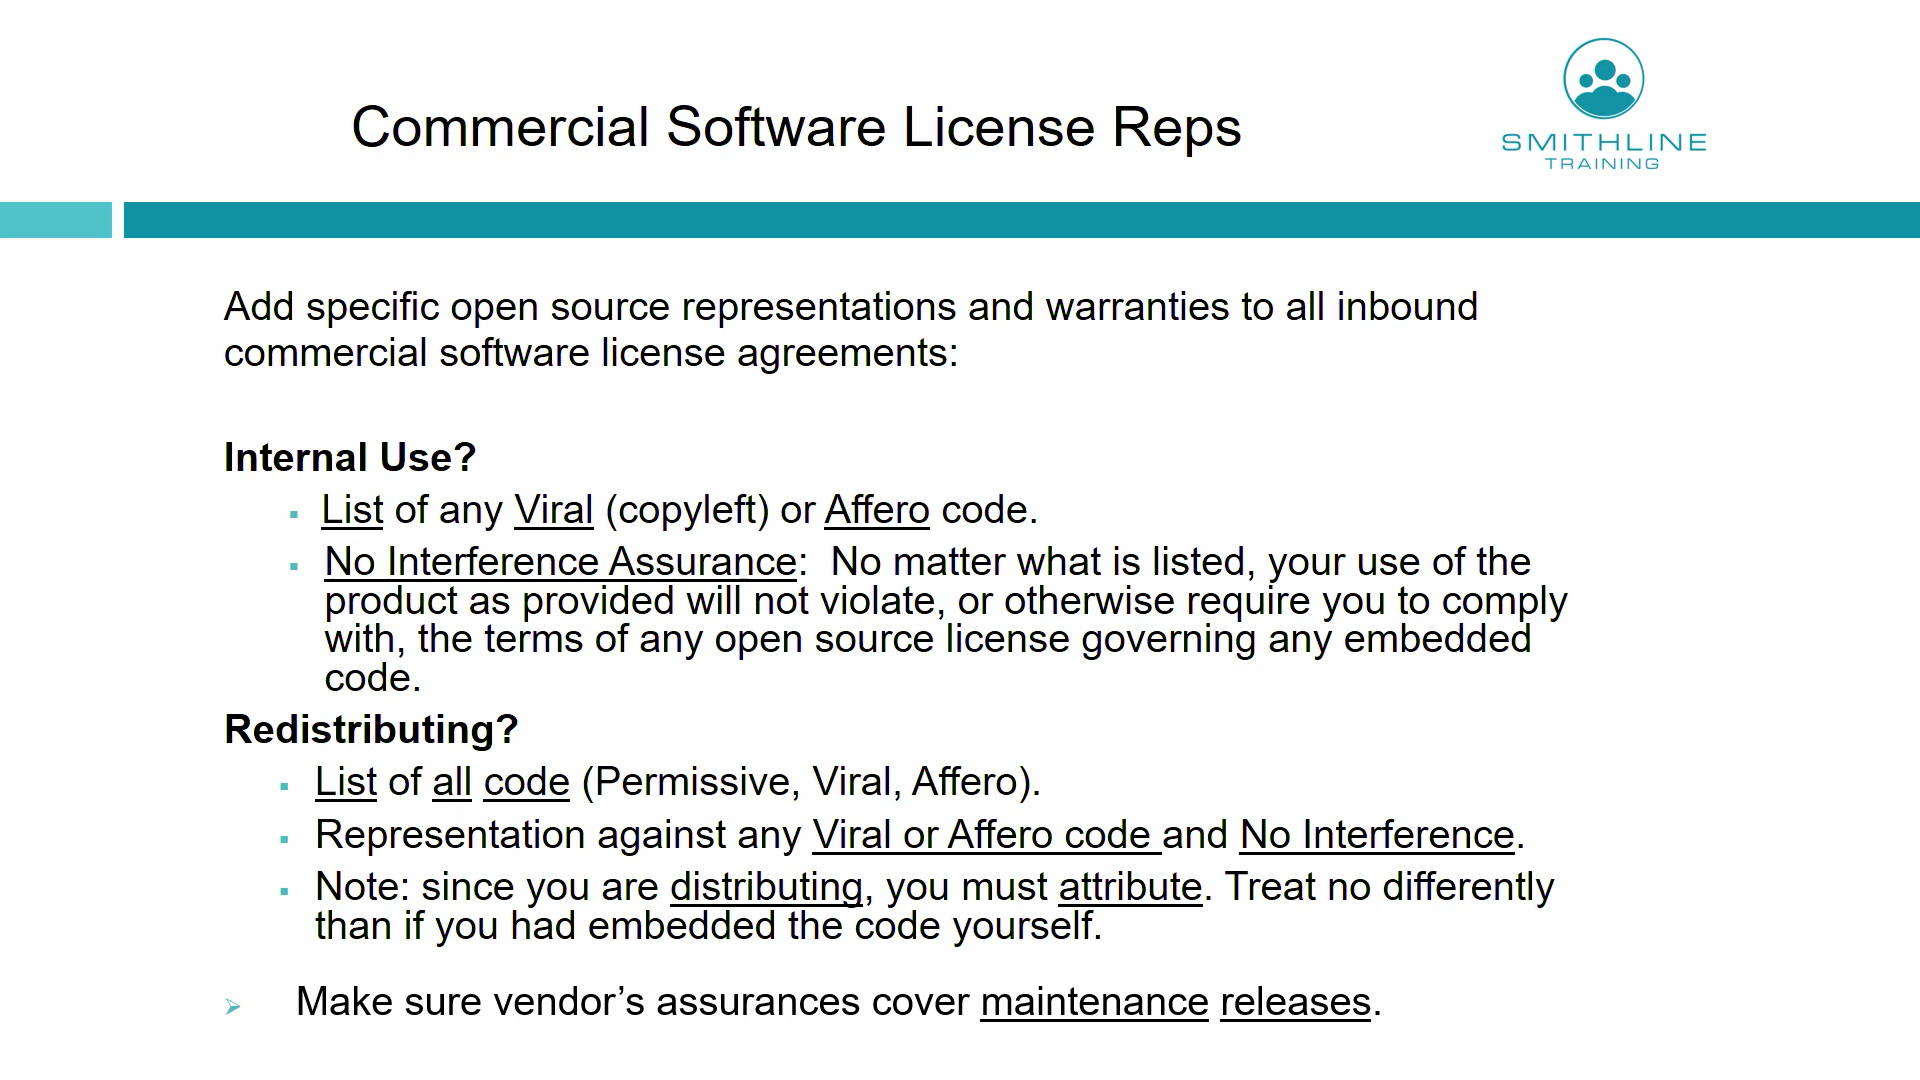 Commercial Software License Reps
SMITHLINE
TRAINING
Add specific open source representations and warranties to all inbound
commercial software license agreements:
Internal Use?
▪ List of any Viral (copyleft) or Affero code.
▪ No Interference Assurance:  No matter what is listed, your use of the
product as provided will not violate, or otherwise require you to comply
with, the terms of any open source license governing any embedded
code.
Redistributing?
▪ List of all code (Permissive, Viral, Affero).
▪ Representation against any Viral or Affero code and No Interference.
▪ Note: since you are distributing, you must attribute. Treat no differently
than if you had embedded the code yourself.
➢ Make sure vendor’s assurances cover maintenance releases.